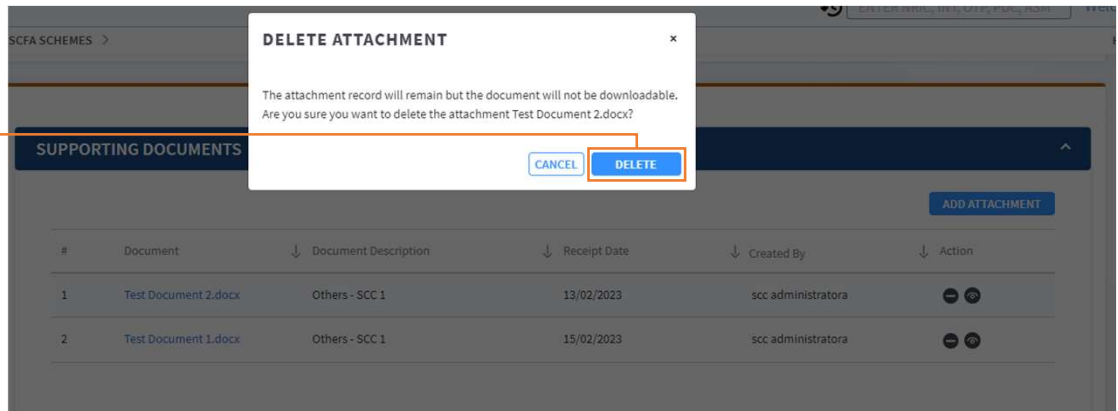 ENTER NRIC, INT, UTP, PDC, ASM
SCFA SCHEMES >
DELETE ATTACHMENT ×
The attachment record will remain but the document will not be downloadable.
Are you sure you want to delete the attachment Test Document 2.docx?
CANCEL DELETE
SUPPORTING DOCUMENTS
ADD ATTACHMENT
# Document ↓ Document Description ↓ Receipt Date ↓ Created By ↓ Action
1 Test Document 2.docx Others - SCC 1 13/02/2023 scc administratora
2 Test Document 1.docx Others - SCC 1 15/02/2023 scc administratora